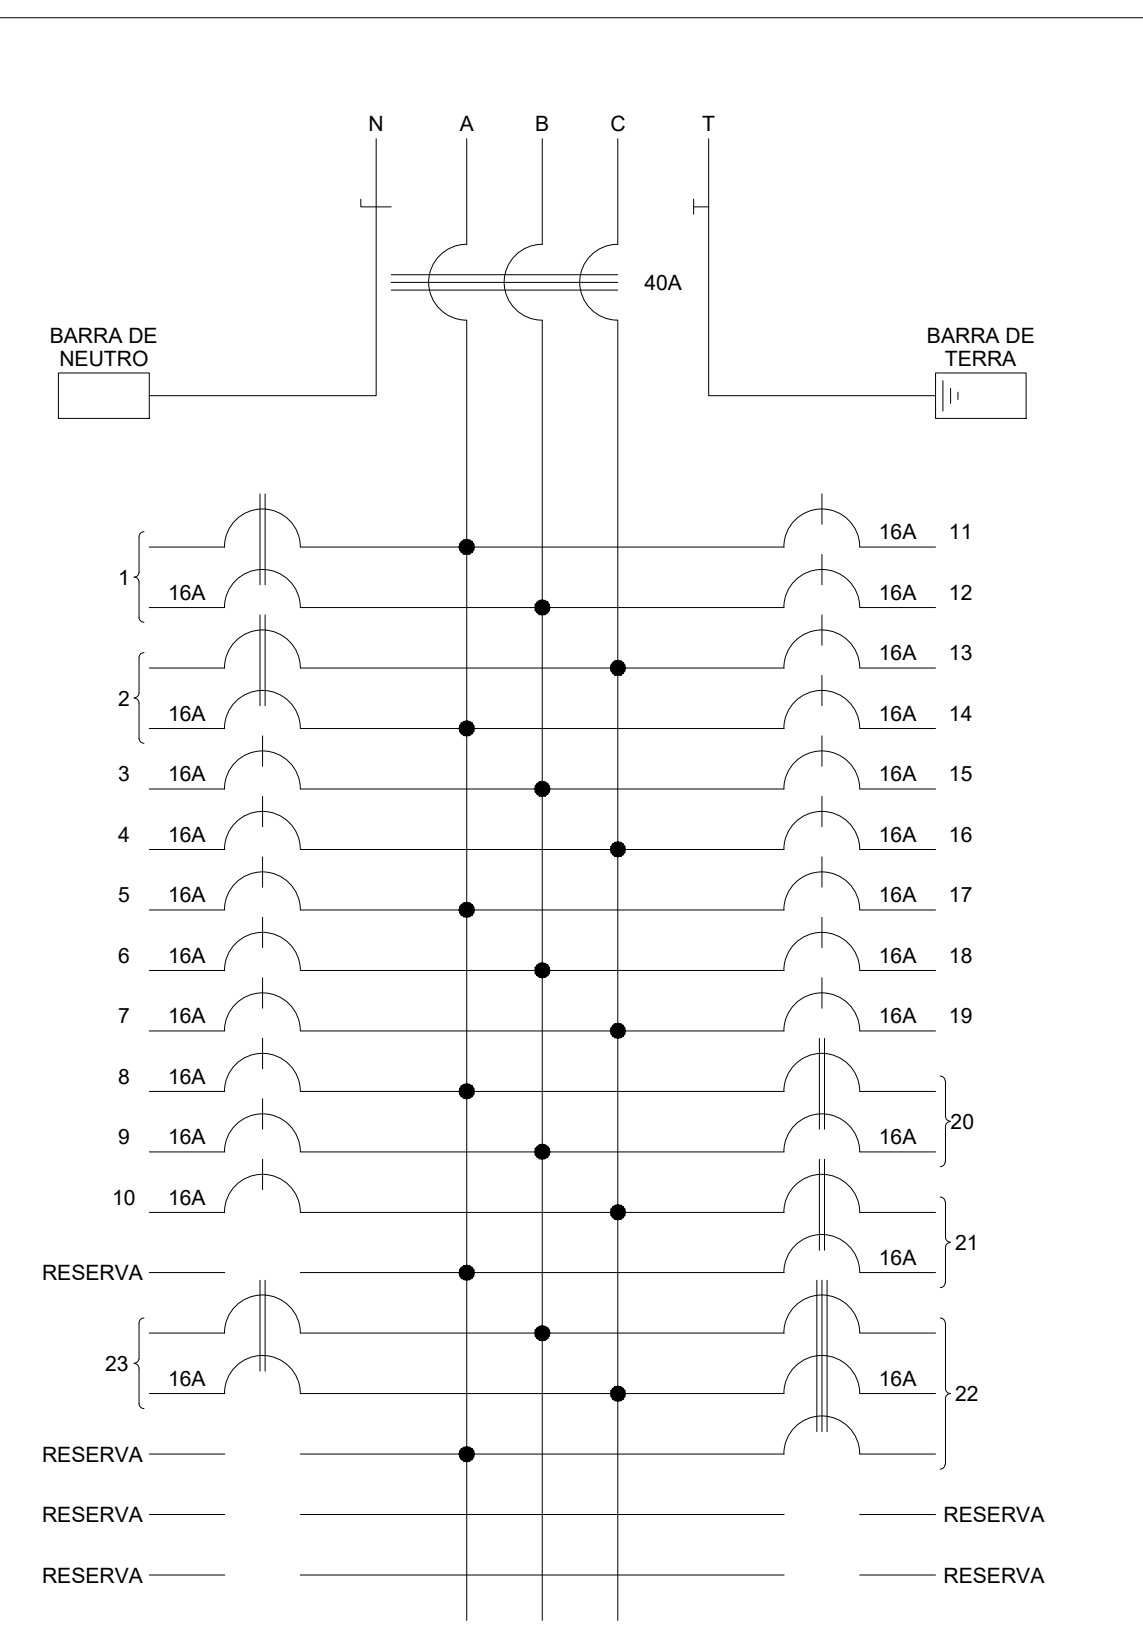 N A B C T
40A
BARRA DE
NEUTRO
BARRA DE
TERRA
16A 11
1
16A 16A 12
16A 13
2
16A 16A 14
3 16A 16A 15
4 16A 16A 16
5 16A 16A 17
6 16A 16A 18
7 16A 16A 19
8 16A
20
9 16A 16A
10 16A
21
RESERVA 16A
23
16A 16A 22
RESERVA
RESERVA RESERVA
RESERVA RESERVA